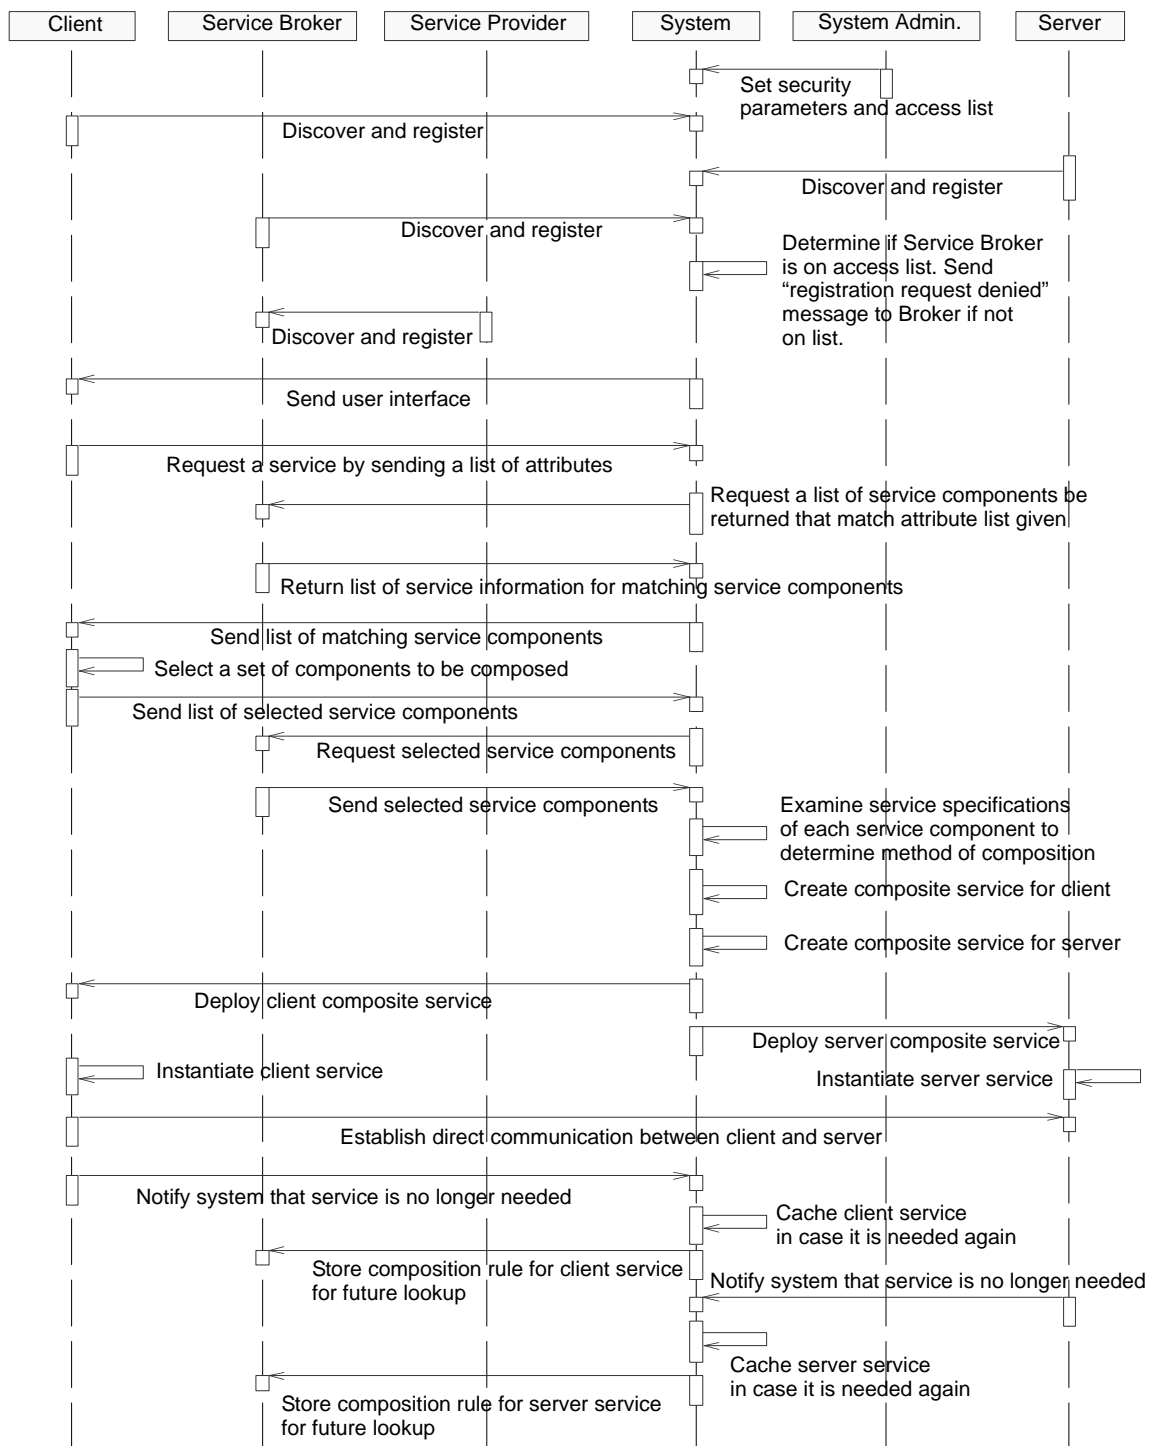 Client
Service Broker
Service Provider
System
System Admin.
Server
Set security
parameters and access list
Discover and register
Discover and register
Discover and register
Determine if Service Broker
is on access list. Send
“registration request denied”
message to Broker if not
on list.
Discover and register
Send user interface
Request a service by sending a list of attributes
Request a list of service components be
returned that match attribute list given
Return list of service information for matching service components
Send list of matching service components
Select a set of components to be composed
Send list of selected service components
Request selected service components
Send selected service components
Examine service specifications
of each service component to
determine method of composition
Create composite service for client
Create composite service for server
Deploy client composite service
Deploy server composite service
Instantiate client service
Instantiate server service
Establish direct communication between client and server
Notify system that service is no longer needed
Cache client service
in case it is needed again
Store composition rule for client service
for future lookup
Notify system that service is no longer needed
Cache server service
in case it is needed again
Store composition rule for server service
for future lookup